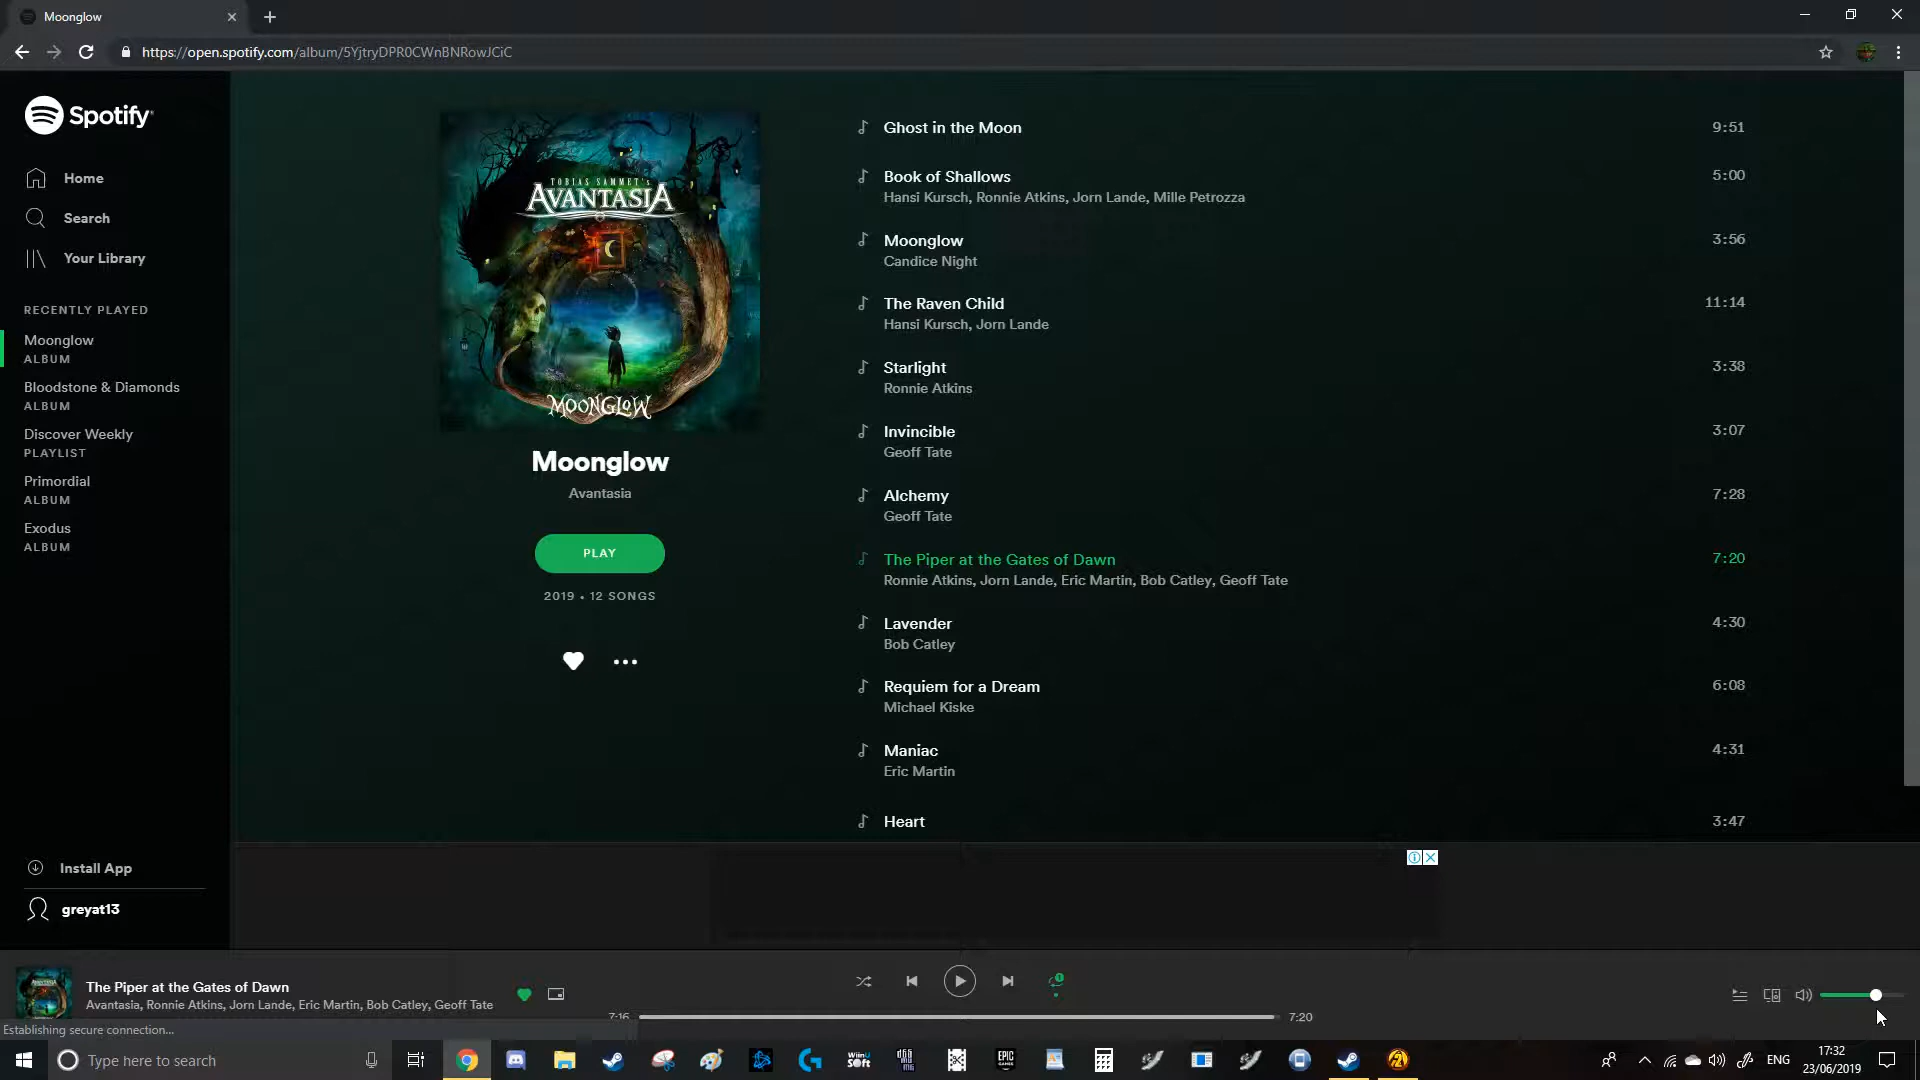 Moonglow
https://open.spotify.com/album/5YjtryDPR0CWnBNRowJCiC
Spotify
Home
Search
Your Library
RECENTLY PLAYED
Moonglow
ALBUM
Bloodstone & Diamonds
ALBUM
Discover Weekly
PLAYLIST
Primordial
ALBUM
Exodus
ALBUM
Install App
greyat13
TOBIAS SAMMET's
AVANTASIA
MOONGLOW
Moonglow
Avantasia
PLAY
2019 • 12 SONGS
Ghost in the Moon 9:51
Book of Shallows 5:00
Hansi Kursch, Ronnie Atkins, Jorn Lande, Mille Petrozza
Moonglow 3:56
Candice Night
The Raven Child 11:14
Hansi Kursch, Jorn Lande
Starlight 3:38
Ronnie Atkins
Invincible 3:07
Geoff Tate
Alchemy 7:28
Geoff Tate
The Piper at the Gates of Dawn 7:20
Ronnie Atkins, Jorn Lande, Eric Martin, Bob Catley, Geoff Tate
Lavender 4:30
Bob Catley
Requiem for a Dream 6:08
Michael Kiske
Maniac 4:31
Eric Martin
Heart 3:47
The Piper at the Gates of Dawn
Avantasia, Ronnie Atkins, Jorn Lande, Eric Martin, Bob Catley, Geoff Tate
7:16 7:20
Establishing secure connection...
Type here to search
WiiU
SOFT
EPIC
GAMES
ENG
17:32
23/06/2019